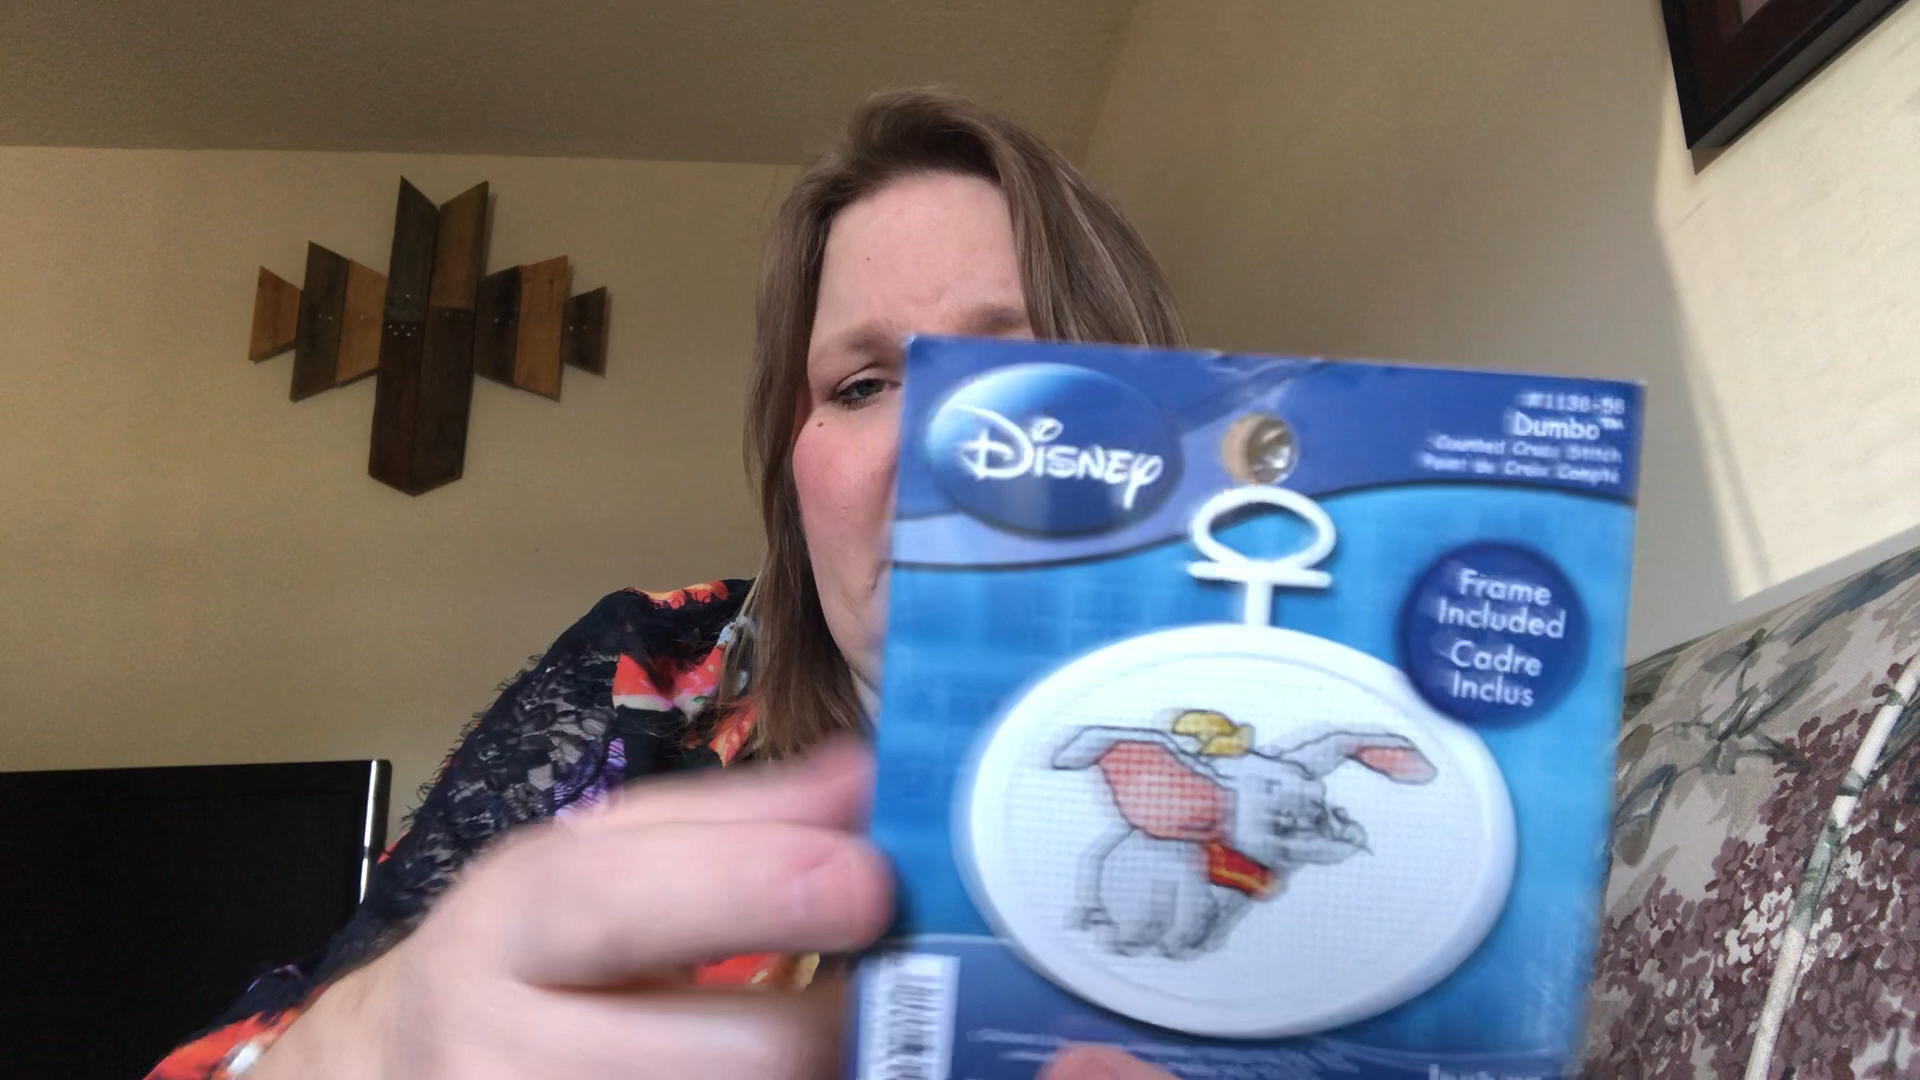 Disney
Dumbo™
Counted Cross Stitch
Point De Croix Compté
Frame
Included
Cadre
Inclus